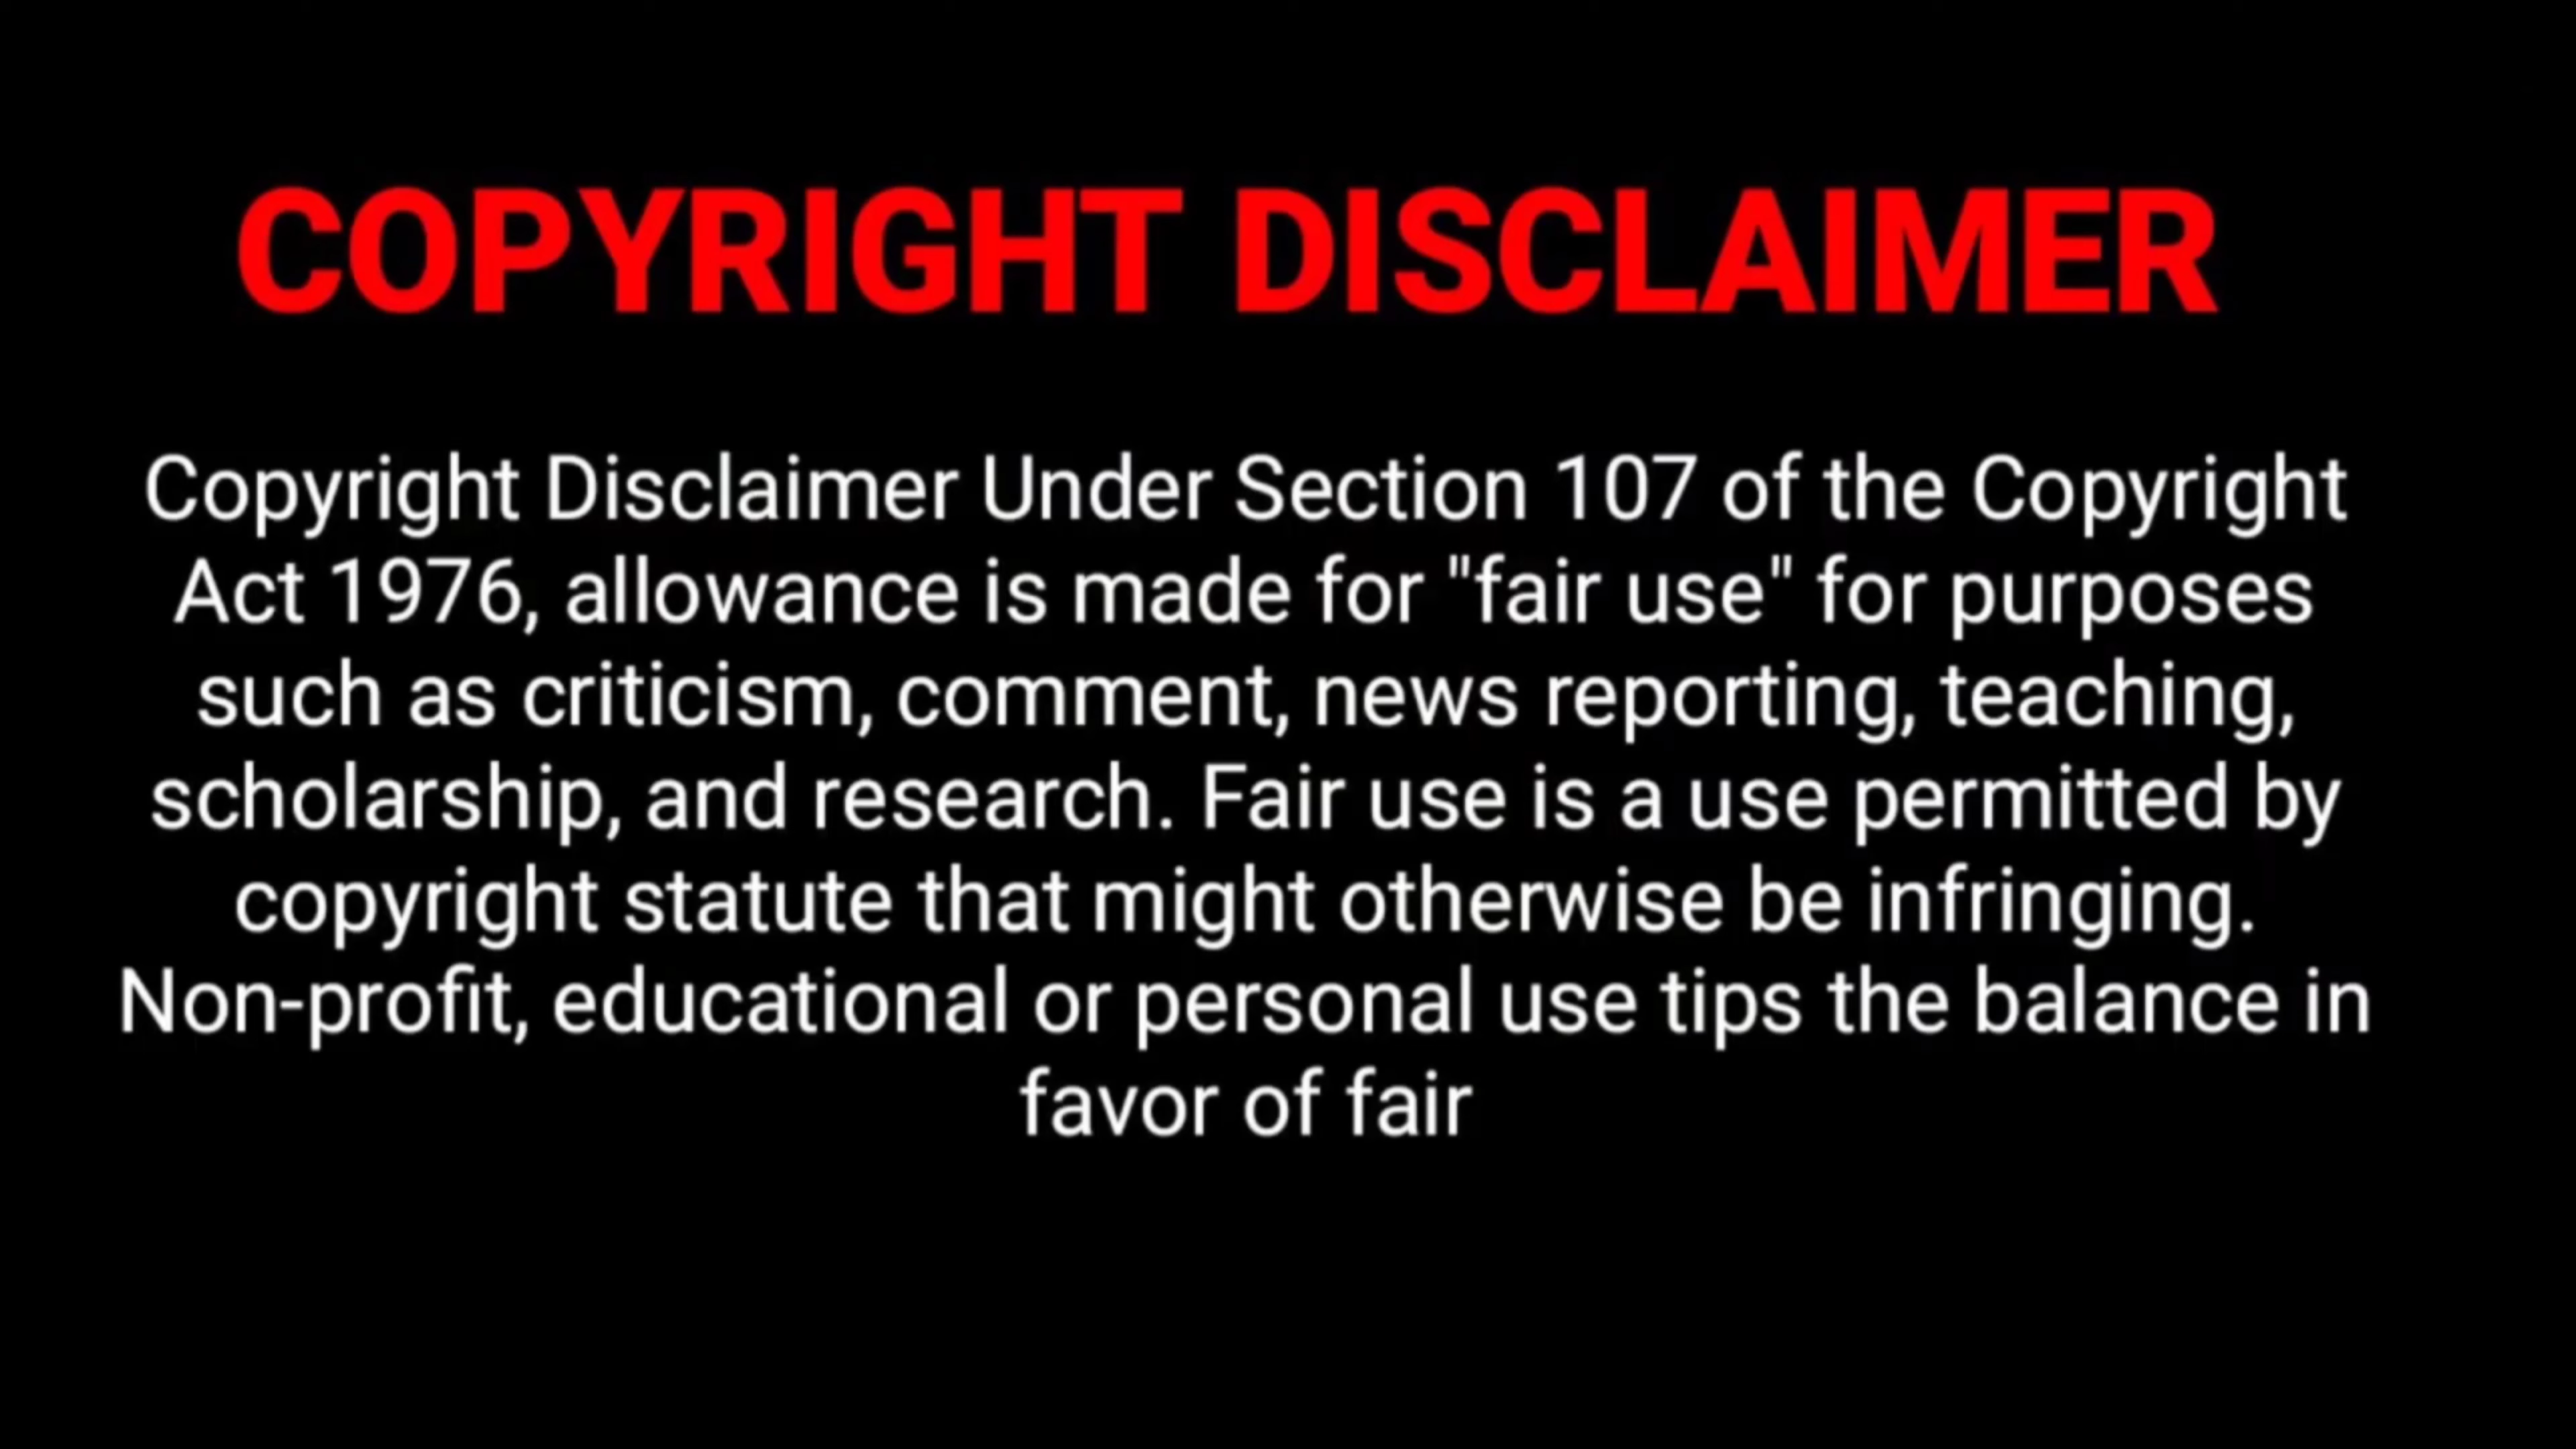 COPYRIGHT DISCLAIMER
Copyright Disclaimer Under Section 107 of the Copyright
Act 1976, allowance is made for "fair use" for purposes
such as criticism, comment, news reporting, teaching,
scholarship, and research. Fair use is a use permitted by
copyright statute that might otherwise be infringing.
Non-profit, educational or personal use tips the balance in
favor of fair